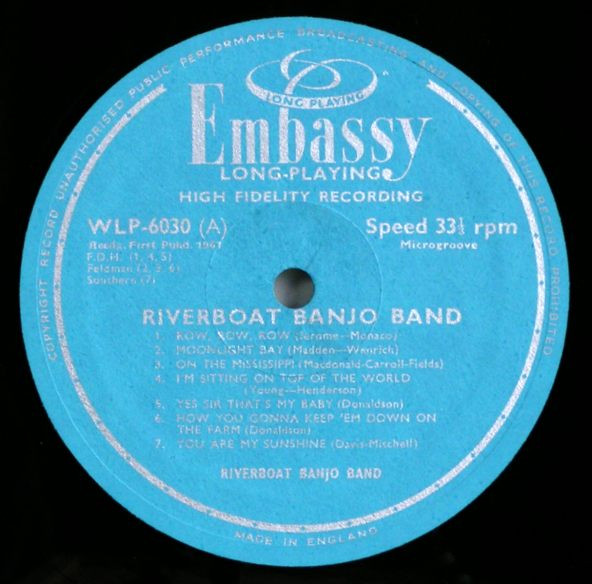 COPYRIGHT RECORD UNAUTHORISED PUBLIC PERFORMANCE BROADCASTING AND COPYING OF THIS RECORD PROHIBITED
LONG PLAYING
Embassy
LONG-PLAYING
HIGH FIDELITY RECORDING
WLP-6030 (A)
Speed 33⅓ rpm
Recdg. First Pubd. 1961
Microgroove
F.D.H. (1, 4, 5)
Feldman (2, 3, 6)
Southern (7)
RIVERBOAT BANJO BAND
1. ROW, ROW, ROW (Jerome—Monaco)
2. MOONLIGHT BAY (Madden—Wenrich)
3. ON THE MISSISSIPPI (Macdonald-Carroll-Fields)
4. I'M SITTING ON TOP OF THE WORLD
(Young—Henderson)
5. YES SIR THAT'S MY BABY (Donaldson)
6. HOW YOU GONNA KEEP 'EM DOWN ON
THE FARM (Donaldson)
7. YOU ARE MY SUNSHINE (Davis-Mitchell)
RIVERBOAT BANJO BAND
MADE IN ENGLAND